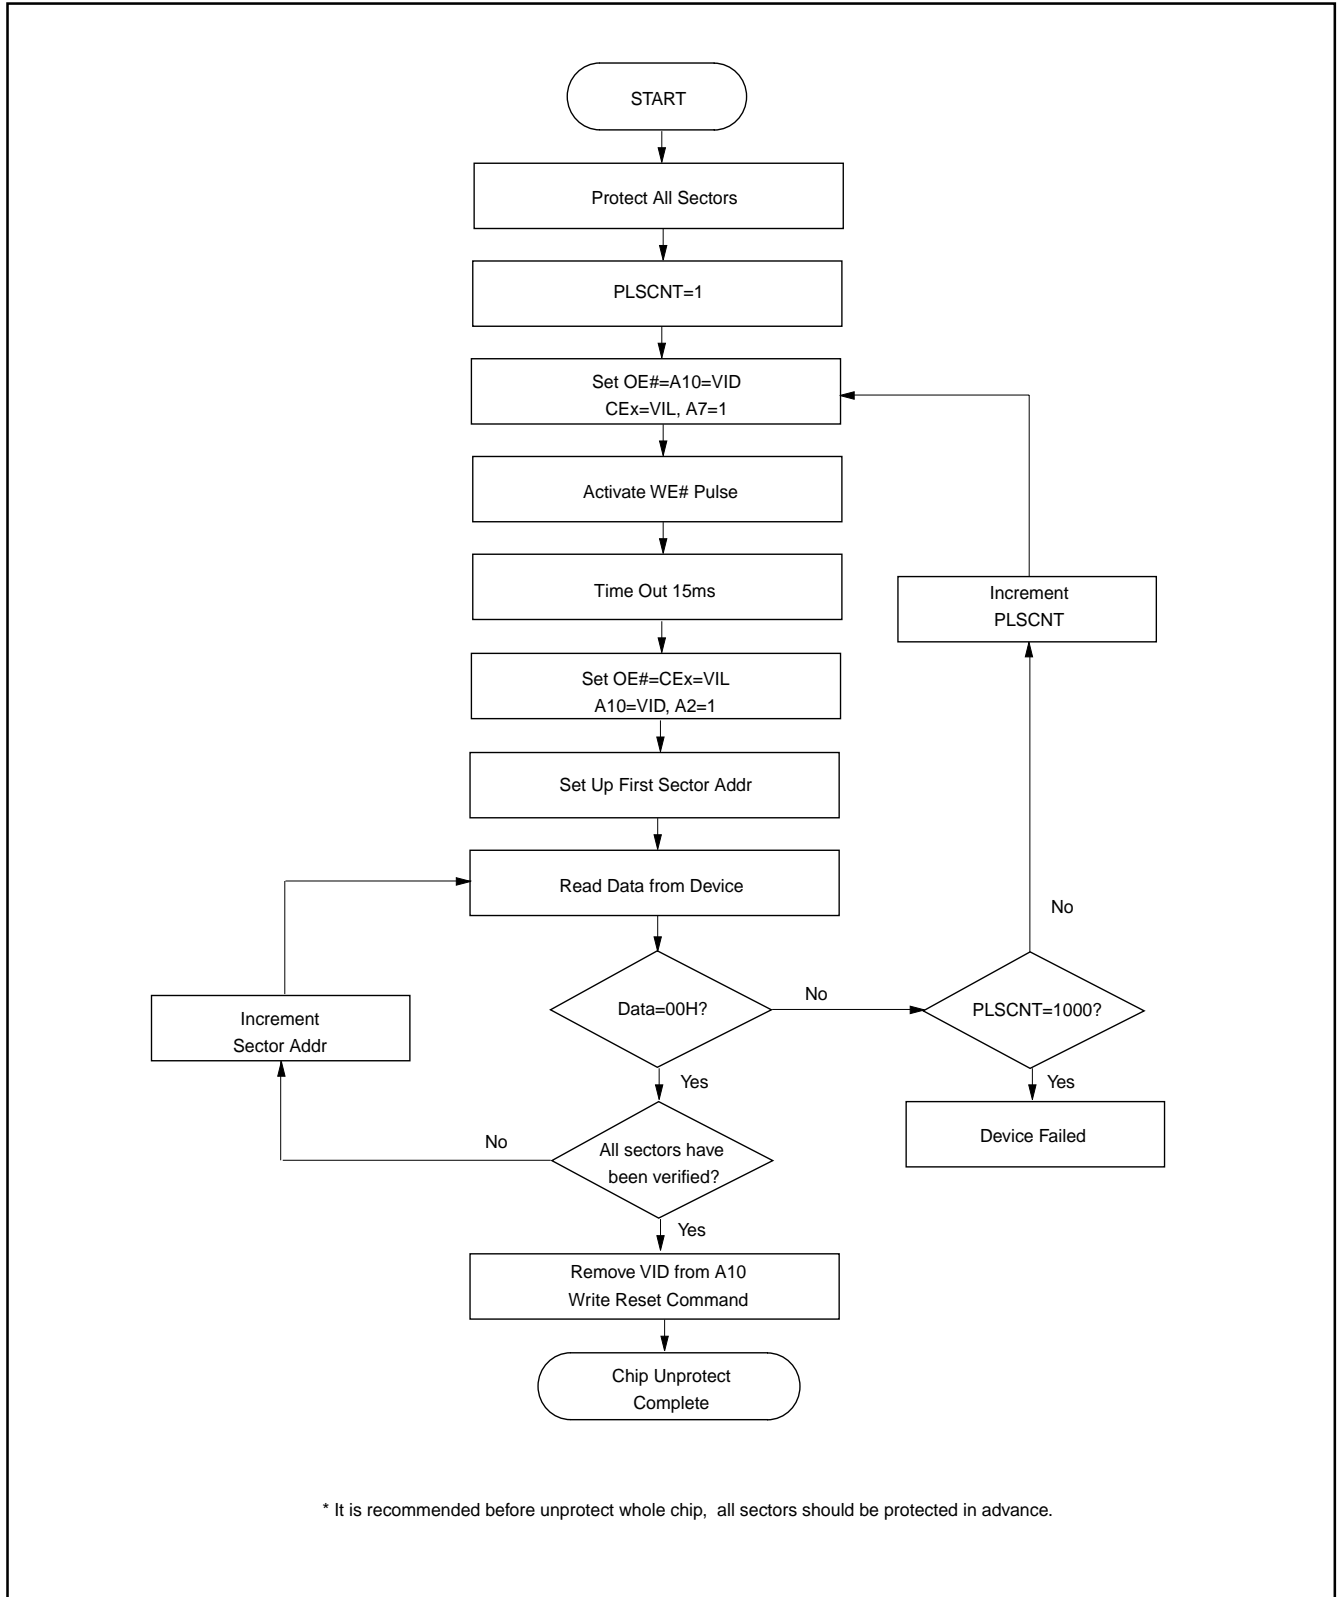 START
Protect All Sectors
PLSCNT=1
Set OE#=A10=VID
CEx=VIL, A7=1
Activate WE# Pulse
Time Out 15ms
Increment
PLSCNT
Set OE#=CEx=VIL
A10=VID, A2=1
Set Up First Sector Addr
Read Data from Device
No
Data=00H?
No
PLSCNT=1000?
Increment
Sector Addr
Yes
Yes
Device Failed
No
All sectors have
been verified?
Yes
Remove VID from A10
Write Reset Command
Chip Unprotect
Complete
* It is recommended before unprotect whole chip, all sectors should be protected in advance.